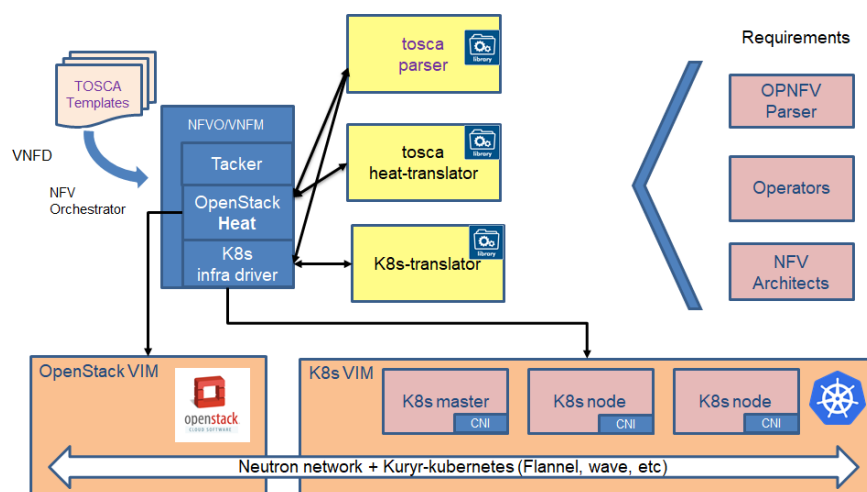 TOSCA
Templates
VNFD
NFV
Orchestrator
NFVO/VNFM
Tacker
OpenStack
Heat
K8s
infra driver
tosca
parser
library
tosca
heat-translator
library
K8s-translator
library
Requirements
OPNFV
Parser
Operators
NFV
Architects
OpenStack VIM
openstack
CLOUD SOFTWARE
K8s VIM
K8s master
CNI
K8s node
CNI
K8s node
CNI
Neutron network + Kuryr-kubernetes (Flannel, wave, etc)